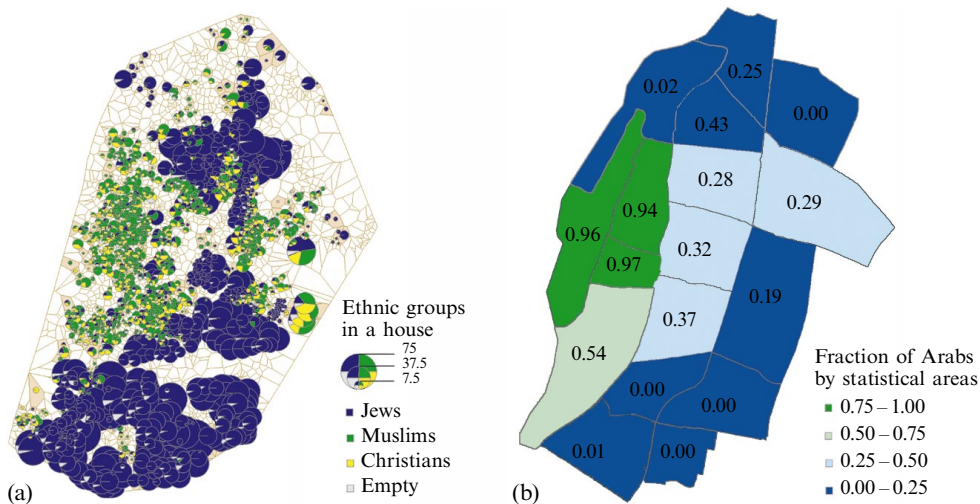 Ethnic groups
in a house
75
37.5
7.5
Jews
Muslims
Christians
Empty
(a)
0.02
0.25
0.00
0.43
0.28
0.29
0.94
0.96
0.32
0.97
0.19
0.37
0.54
0.00
0.00
0.01
0.00
Fraction of Arabs
by statistical areas
0.75 – 1.00
0.50 – 0.75
0.25 – 0.50
0.00 – 0.25
(b)